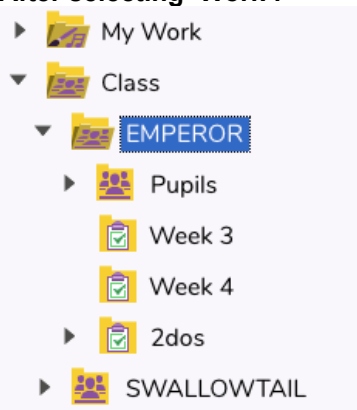 After selecting 'Work':
My Work
Class
EMPEROR
Pupils
Week 3
Week 4
2dos
SWALLOWTAIL